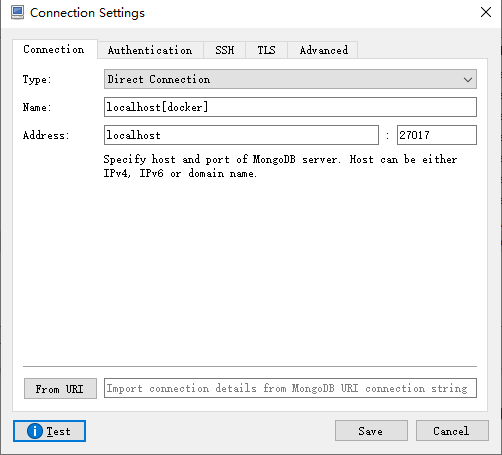 Connection Settings
Connection Authentication SSH TLS Advanced
Type: Direct Connection
Name: localhost[docker]
Address: localhost : 27017
Specify host and port of MongoDB server. Host can be either
IPv4, IPv6 or domain name.
From URI Import connection details from MongoDB URI connection string
Test Save Cancel